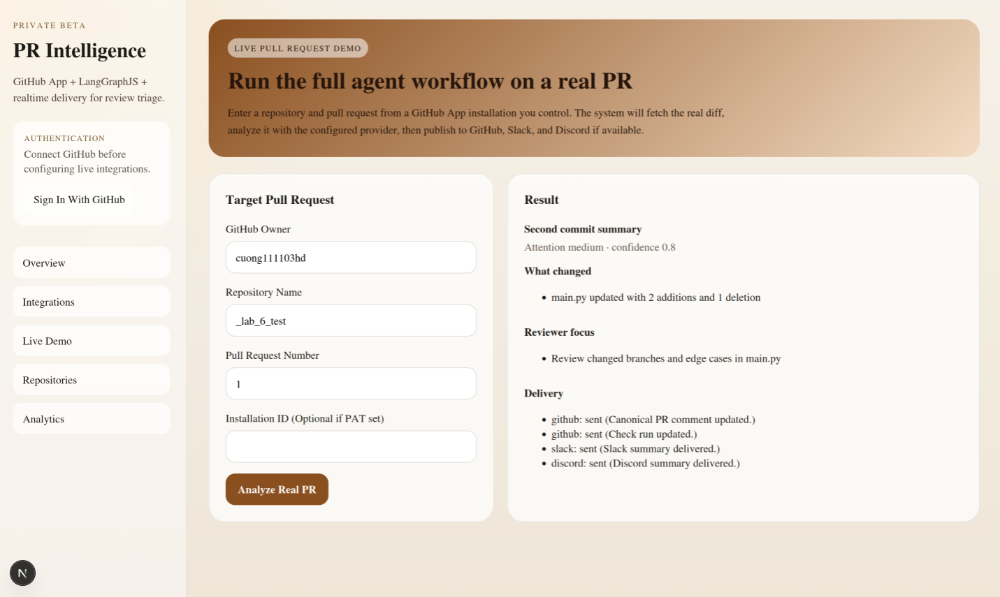 PRIVATE BETA
PR Intelligence
GitHub App + LangGraphJS +
realtime delivery for review triage.
AUTHENTICATION
Connect GitHub before
configuring live integrations.
Sign In With GitHub
Overview
Integrations
Live Demo
Repositories
Analytics
N
LIVE PULL REQUEST DEMO
Run the full agent workflow on a real PR
Enter a repository and pull request from a GitHub App installation you control. The system will fetch the real diff,
analyze it with the configured provider, then publish to GitHub, Slack, and Discord if available.
Target Pull Request
GitHub Owner
cuong111103hd
Repository Name
_lab_6_test
Pull Request Number
1
Installation ID (Optional if PAT set)
Analyze Real PR
Result
Second commit summary
Attention medium · confidence 0.8
What changed
• main.py updated with 2 additions and 1 deletion
Reviewer focus
• Review changed branches and edge cases in main.py
Delivery
• github: sent (Canonical PR comment updated.)
• github: sent (Check run updated.)
• slack: sent (Slack summary delivered.)
• discord: sent (Discord summary delivered.)